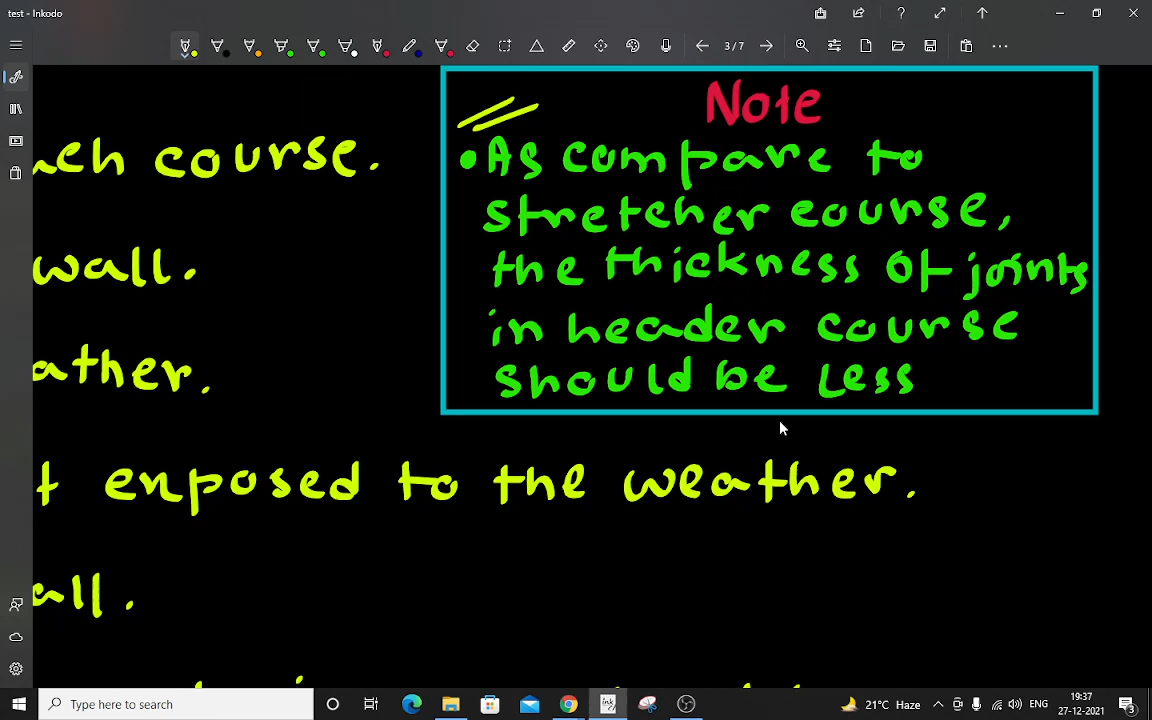 test - Inkodo
3/7
Note
•As compare to
stretcher course,
the thickness of joints
in header course
should be less
course.
wall.
ather.
exposed to the weather.
all.
Type here to search
21°C Haze
ENG
19:37
27-12-2021
3